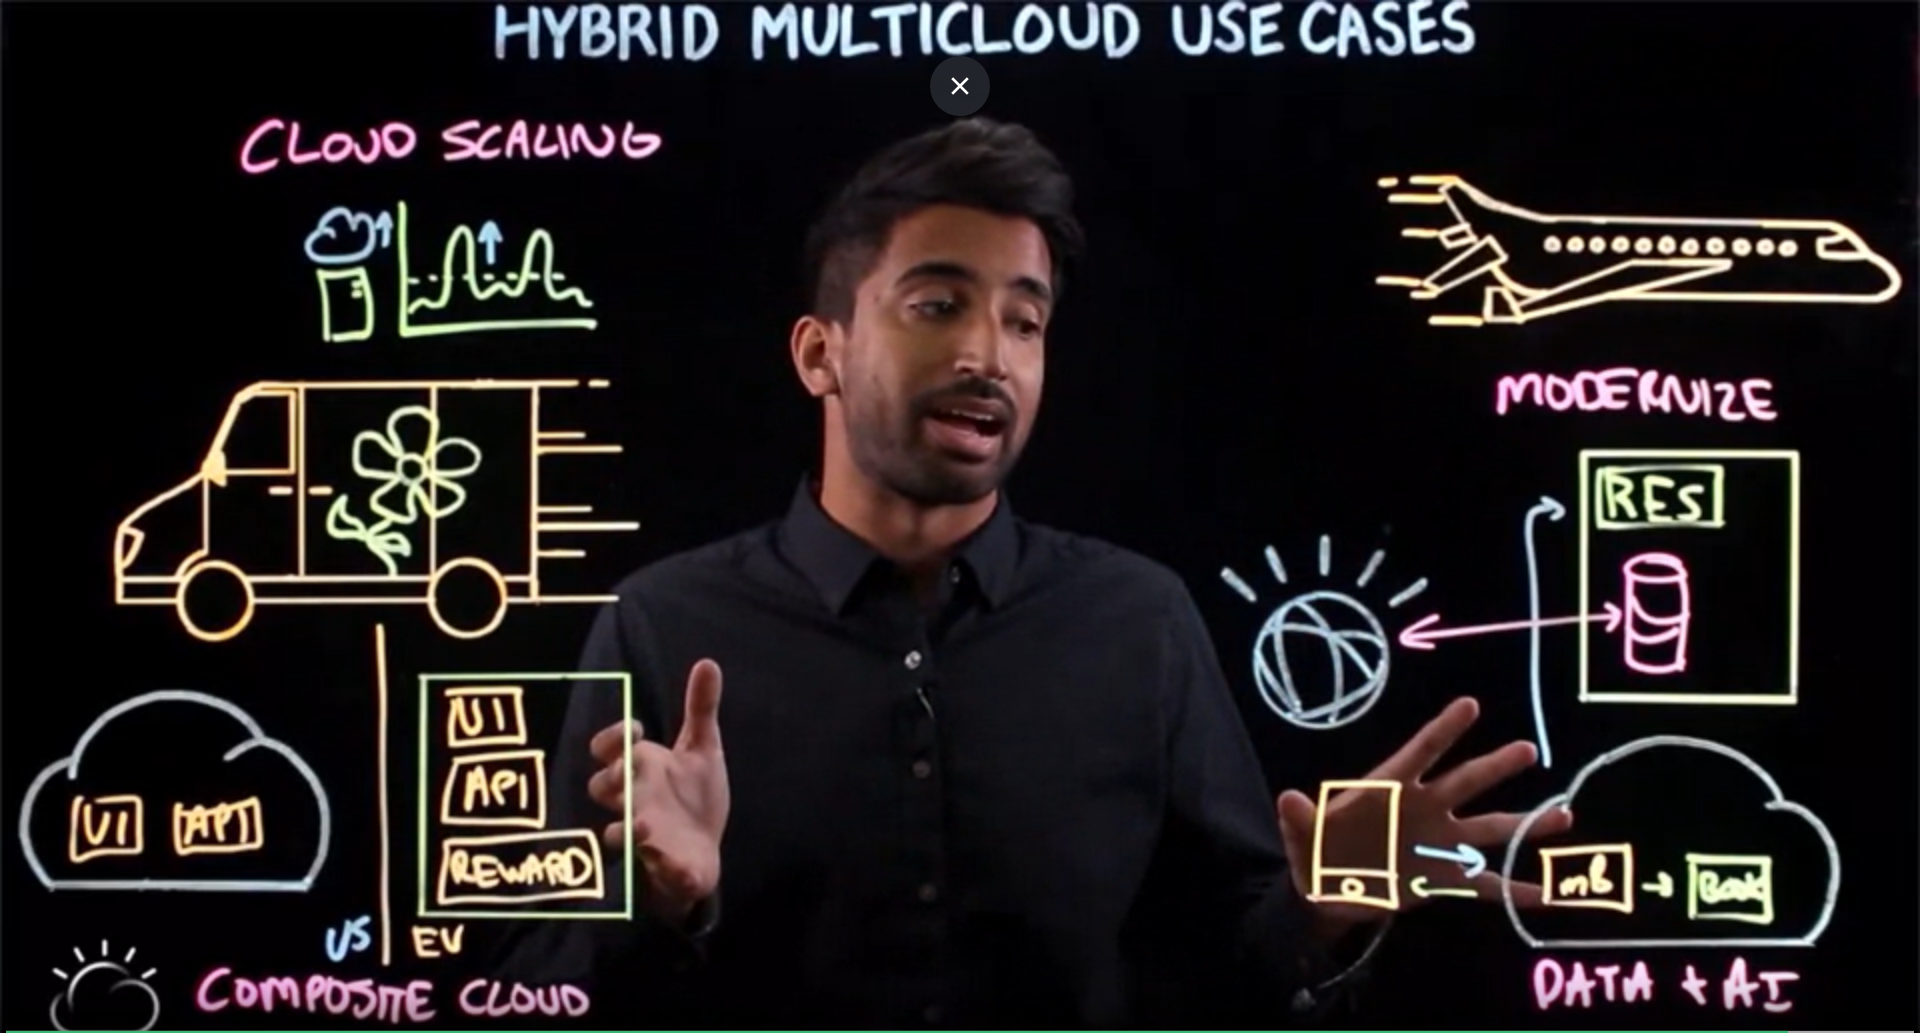 HYBRID MULTICLOUD USE CASES
CLOUD SCALING
MODERNIZE
RES
UI
API
REWARD
UI API
US EU
COMPOSITE CLOUD
mB → BOOK
DATA + AI